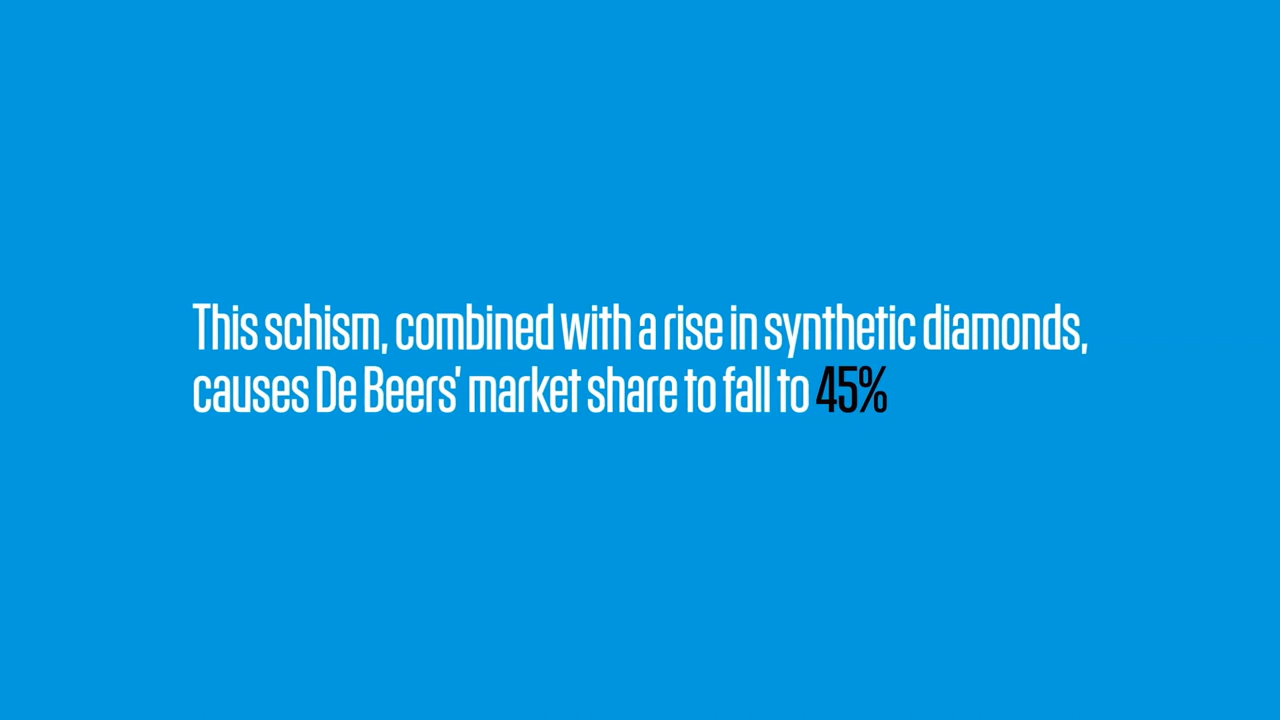 This schism, combined with a rise in synthetic diamonds,
causes De Beers' market share to fall to 45%